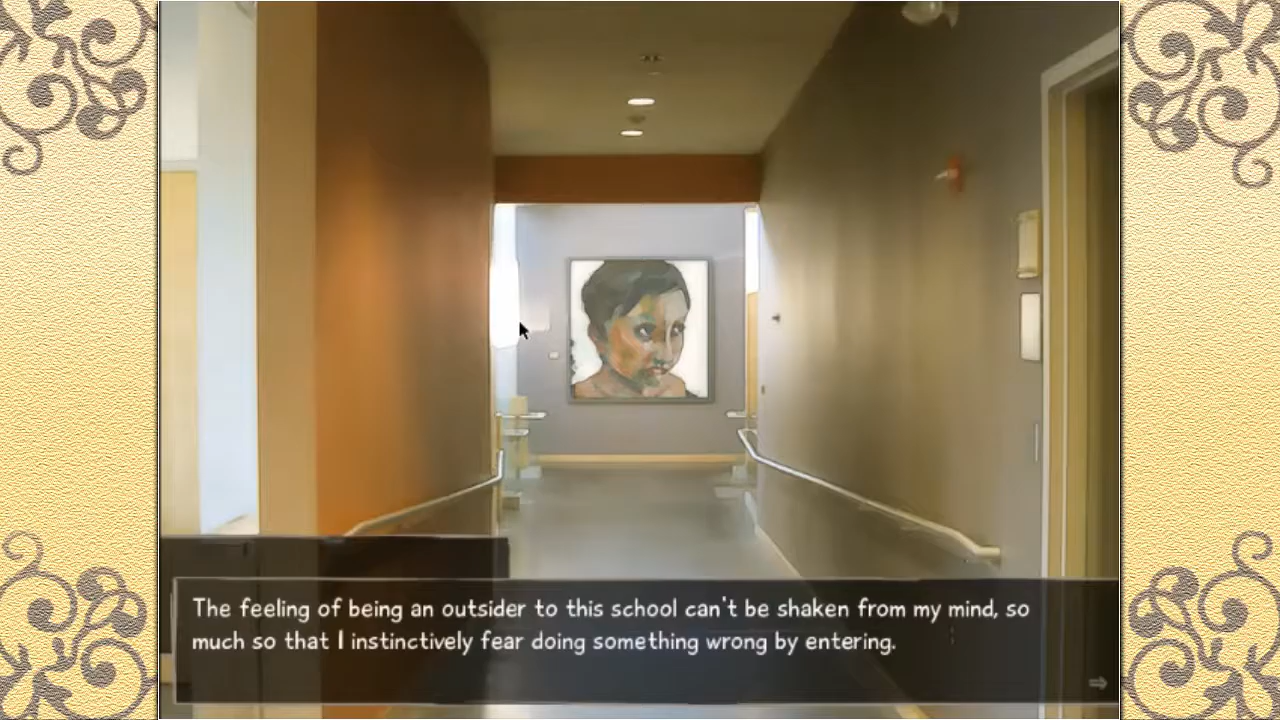 The feeling of being an outsider to this school can't be shaken from my mind, so
much so that I instinctively fear doing something wrong by entering.